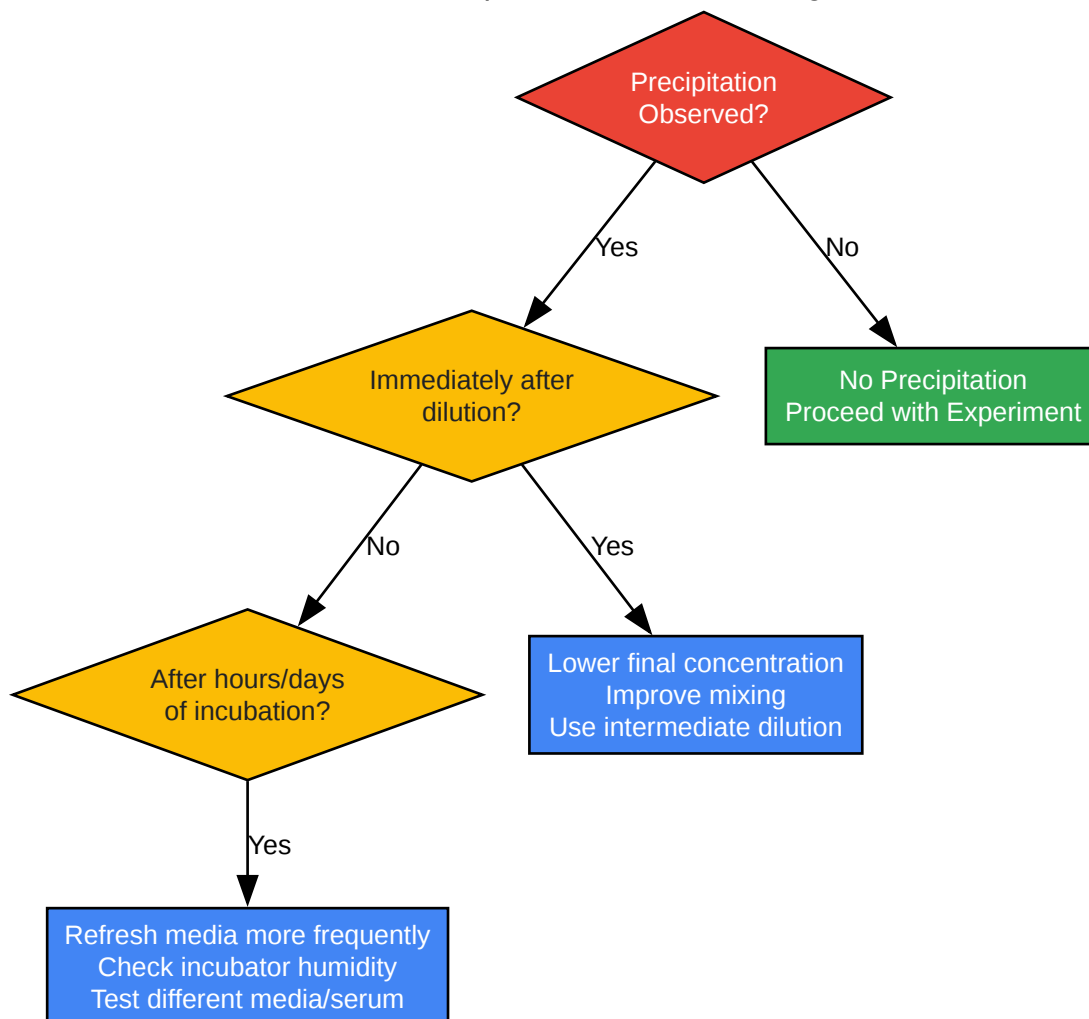 Precipitation
Observed?
Yes
No
Immediately after
dilution?
No Precipitation
Proceed with Experiment
No
Yes
After hours/days
of incubation?
Lower final concentration
Improve mixing
Use intermediate dilution
Yes
Refresh media more frequently
Check incubator humidity
Test different media/serum